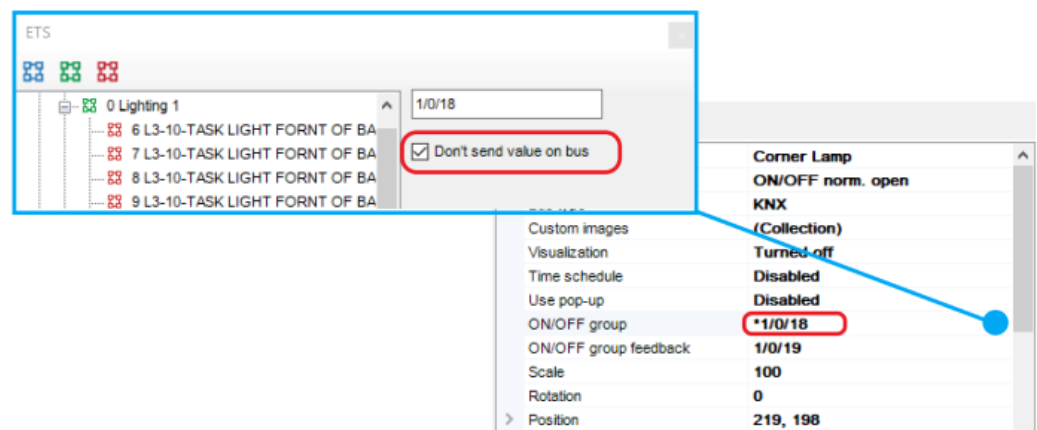 ETS
0 Lighting 1
6 L3-10-TASK LIGHT FORNT OF BA
7 L3-10-TASK LIGHT FORNT OF BA
8 L3-10-TASK LIGHT FORNT OF BA
9 L3-10-TASK LIGHT FORNT OF BA
1/0/18
Don't send value on bus
Corner Lamp
ON/OFF norm. open
KNX
Custom images (Collection)
Visualization Turned off
Time schedule Disabled
Use pop-up Disabled
ON/OFF group *1/0/18
ON/OFF group feedback 1/0/19
Scale 100
Rotation 0
Position 219, 198